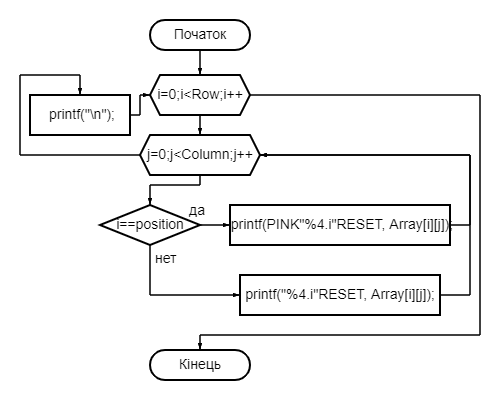 Початок
i=0;i<Row;i++
printf("\n");
j=0;j<Column;j++
i==position
да
printf(PINK"%4.i"RESET, Array[i][j]);
нет
printf("%4.i"RESET, Array[i][j]);
Кінець